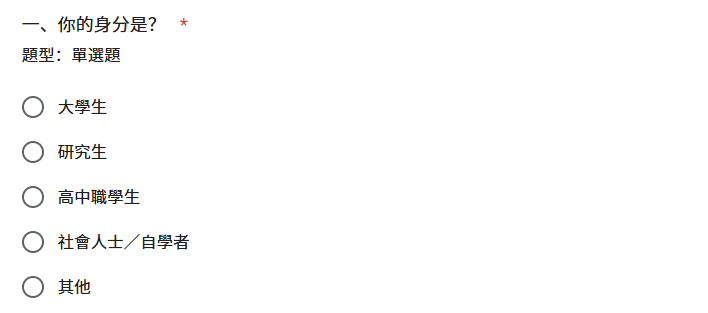 一、你的身分是？ *
題型：單選題
大學生
研究生
高中職學生
社會人士／自學者
其他